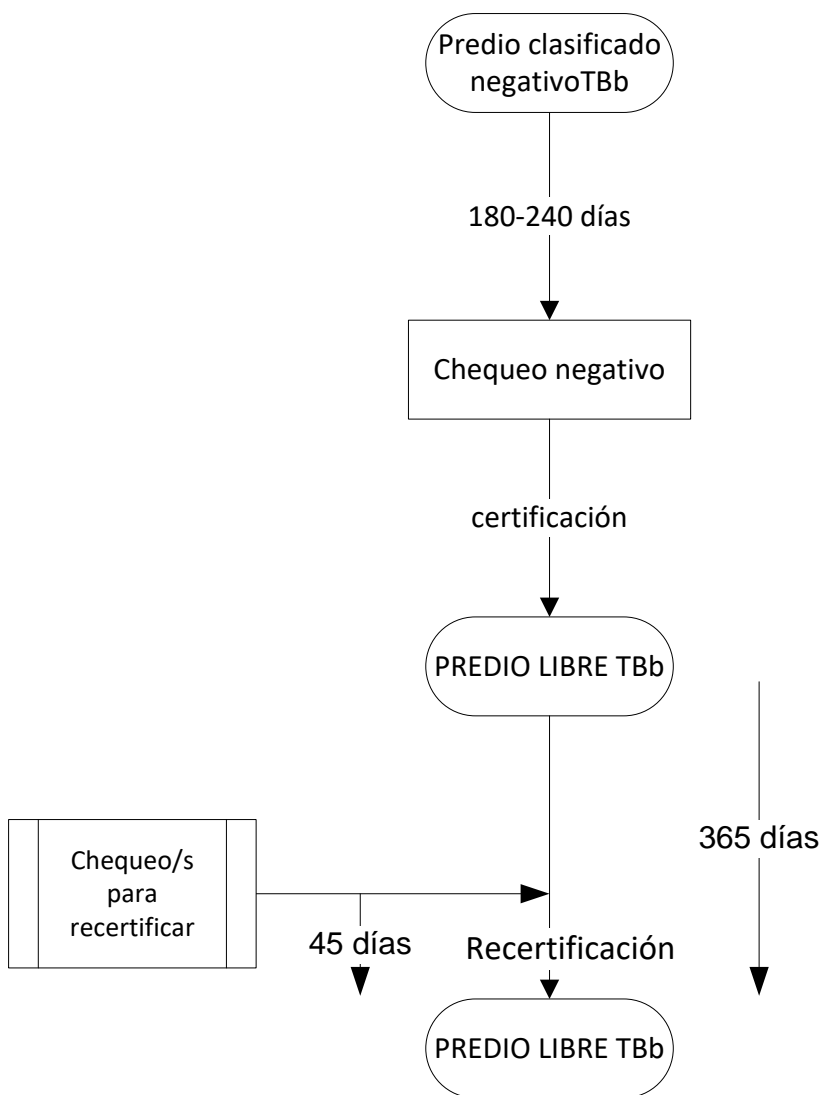 Predio clasificado
negativoTBb
180-240 días
Chequeo negativo
certificación
PREDIO LIBRE TBb
365 días
Chequeo/s
para
recertificar
45 días
Recertificación
PREDIO LIBRE TBb